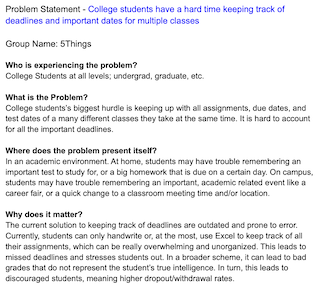 Problem Statement - College students have a hard time keeping track of
deadlines and important dates for multiple classes
Group Name: 5Things
Who is experiencing the problem?
College Students at all levels; undergrad, graduate, etc.
What is the Problem?
College students's biggest hurdle is keeping up with all assignments, due dates, and
test dates of a many different classes they take at the same time. It is hard to account
for all the important deadlines.
Where does the problem present itself?
In an academic environment. At home, students may have trouble remembering an
important test to study for, or a big homework that is due on a certain day. On campus,
students may have trouble remembering an important, academic related event like a
career fair, or a quick change to a classroom meeting time and/or location.
Why does it matter?
The current solution to keeping track of deadlines are outdated and prone to error.
Currently, students can only handwrite or, at the most, use Excel to keep track of all
their assignments, which can be really overwhelming and unorganized. This leads to
missed deadlines and stresses students out. In a broader scheme, it can lead to bad
grades that do not represent the student's true intelligence. In turn, this leads to
discouraged students, meaning higher dropout/withdrawal rates.